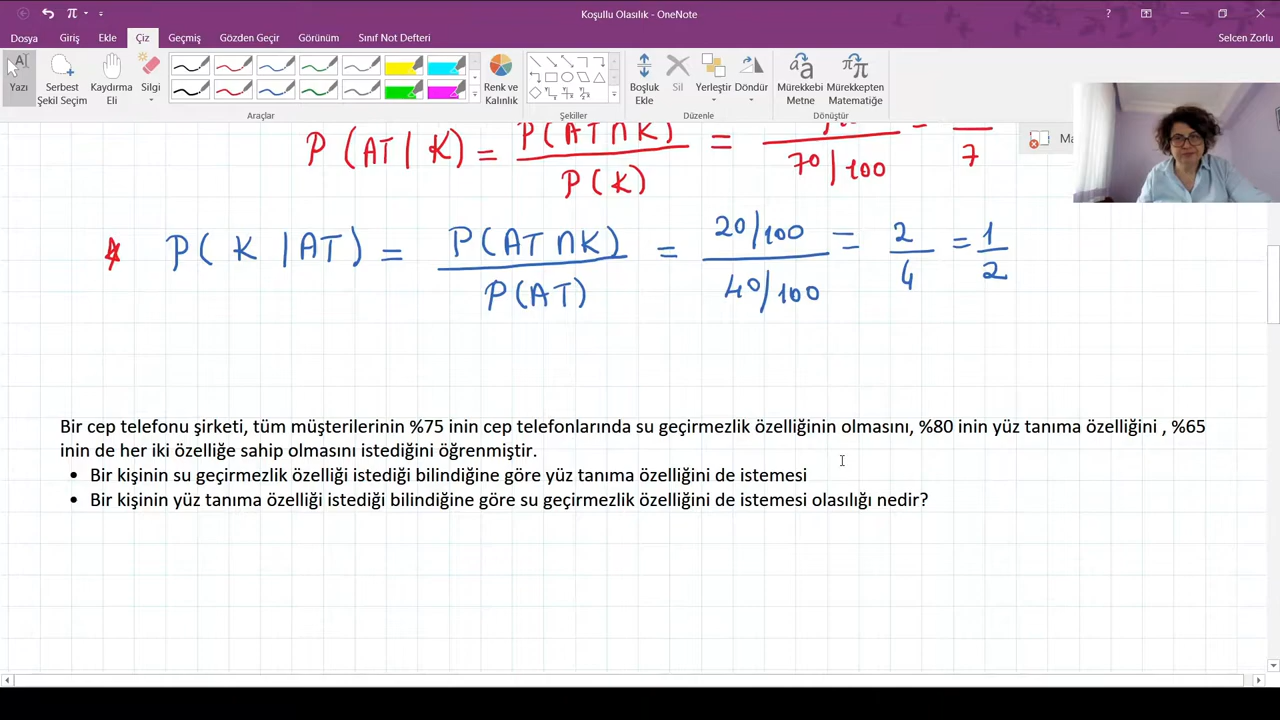 Koşullu Olasılık - OneNote
Dosya Giriş Ekle Çiz Geçmiş Gözden Geçir Görünüm Sınıf Not Defteri Selcen Zorlu
Yazı Serbest Şekil Seçim Kaydırma Eli Silgi Renk ve Kalınlık Boşluk Ekle Sil Yerleştir Döndür Mürekkebi Metne Mürekkepten Matematiğe
Araçlar Şekiller Düzenle Dönüştür
P(AT | K) = P(AT∩K) / P(K) = 70/100 = 7
P(K | AT) = P(AT∩K) / P(AT) = 20/100 / 40/100 = 2/4 = 1/2
Bir cep telefonu şirketi, tüm müşterilerinin %75 inin cep telefonlarında su geçirmezlik özelliğinin olmasını, %80 inin yüz tanıma özelliğini , %65
inin de her iki özelliğe sahip olmasını istediğini öğrenmiştir.
• Bir kişinin su geçirmezlik özelliği istediği bilindiğine göre yüz tanıma özelliğini de istemesi
• Bir kişinin yüz tanıma özelliği istediği bilindiğine göre su geçirmezlik özelliğini de istemesi olasılığı nedir?